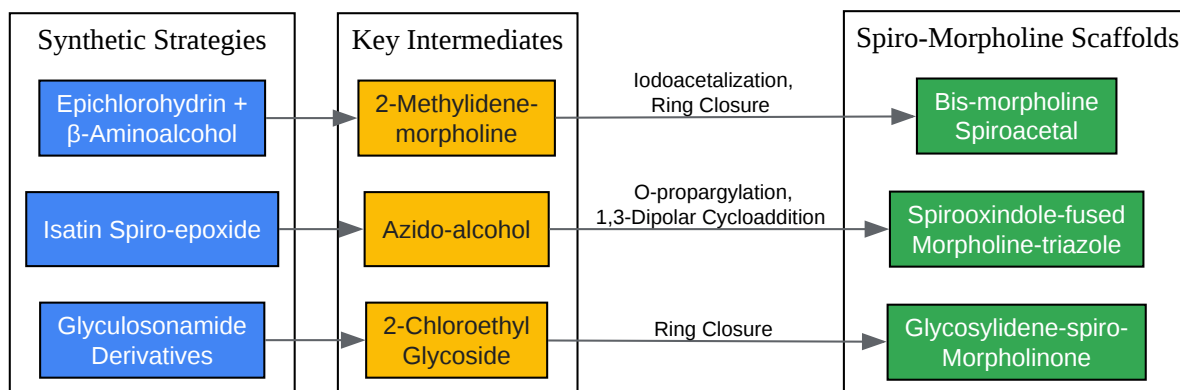 Synthetic Strategies
Key Intermediates
Spiro-Morpholine Scaffolds
Epichlorohydrin +
β-Aminoalcohol
2-Methylidene-
morpholine
Iodoacetalization,
Ring Closure
Bis-morpholine
Spiroacetal
Isatin Spiro-epoxide
Azido-alcohol
O-propargylation,
1,3-Dipolar Cycloaddition
Spirooxindole-fused
Morpholine-triazole
Glyculosonamide
Derivatives
2-Chloroethyl
Glycoside
Ring Closure
Glycosylidene-spiro-
Morpholinone